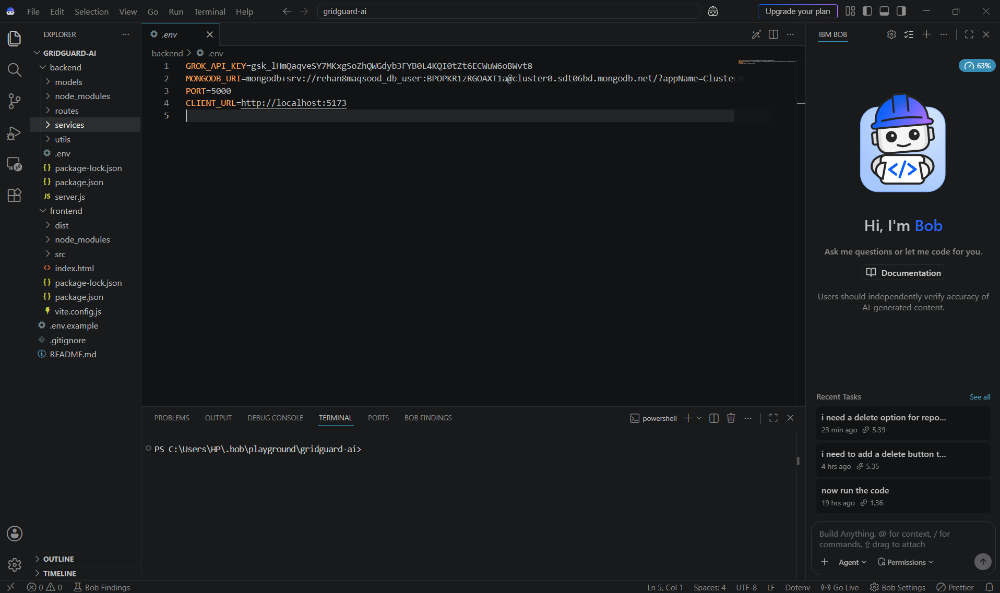 File Edit Selection View Go Run Terminal Help
gridguard-ai
Upgrade your plan
EXPLORER
GRIDGUARD-AI
backend
models
node_modules
routes
services
utils
.env
package-lock.json
package.json
server.js
frontend
dist
node_modules
src
index.html
package-lock.json
package.json
vite.config.js
.env.example
.gitignore
README.md
OUTLINE
TIMELINE
.env
backend > .env
1 GROK_API_KEY=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
2 MONGODB_URI=mongodb+srv://rehan8maqsood_db_user:BPOPKR1zRGOAXT1a@cluster0.sdt06bd.mongodb.net/?appName=Cluster0
3 PORT=5000
4 CLIENT_URL=http://localhost:5173
5
PROBLEMS OUTPUT DEBUG CONSOLE TERMINAL PORTS BOB FINDINGS
powershell
PS C:\Users\HP\.bob\playground\gridguard-ai>
IBM BOB
63%
Hi, I'm Bob
Ask me questions or let me code for you.
Documentation
Users should independently verify accuracy of
AI-generated content.
Recent Tasks See all
i need a delete option for repo...
23 min ago 5.39
i need to add a delete button t...
4 hrs ago 5.35
now run the code
19 hrs ago 1.36
Build Anything, @ for context, / for
commands, ⇧ drag to attach
Agent Permissions
0 0 Bob Findings
Ln 5, Col 1 Spaces: 4 UTF-8 LF Dotenv Go Live Bob Settings Prettier